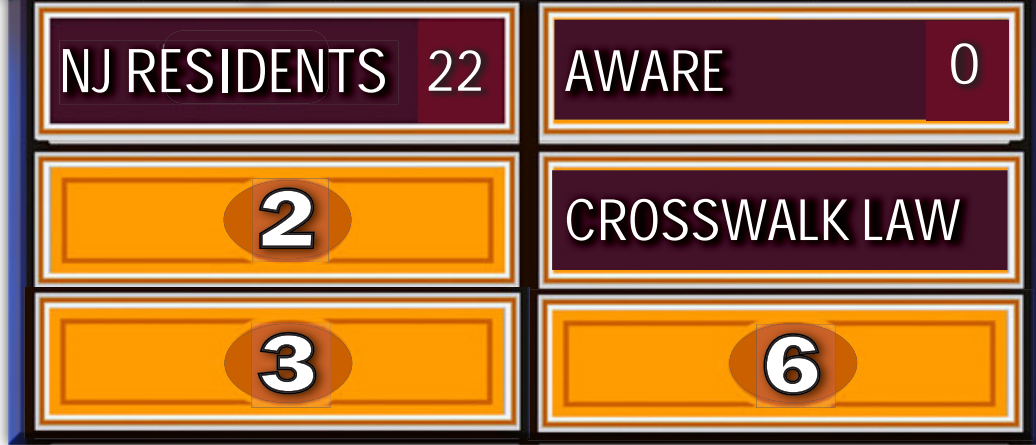 NJ RESIDENTS 22
AWARE 0
2
CROSSWALK LAW
3
6